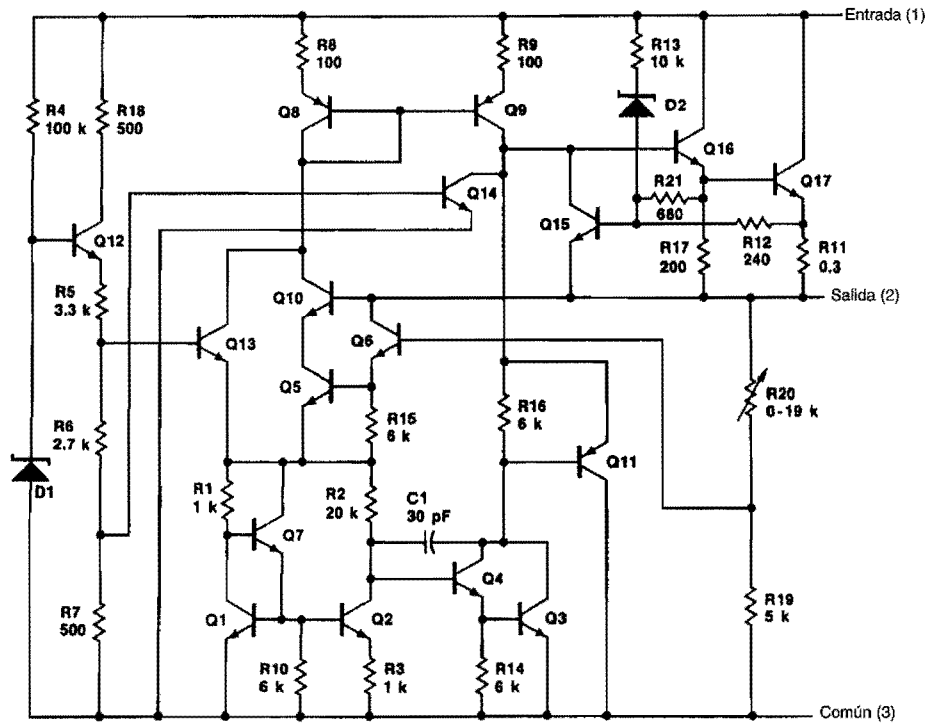 Entrada (1)
R8
100
R9
100
R13
10 k
R4
100 k
R18
500
Q8
Q9
D2
Q16
Q14
R21
680
Q17
Q12
Q15
R17
200
R12
240
R11
0.3
R5
3.3 k
Q10
Salida (2)
Q13
Q6
Q5
R20
0-19 k
R6
2.7 k
R15
6 k
R16
6 k
Q11
D1
R1
1 k
R2
20 k
C1
30 pF
Q7
Q4
R7
500
Q1
Q2
Q3
R19
5 k
R10
6 k
R3
1 k
R14
6 k
Común (3)